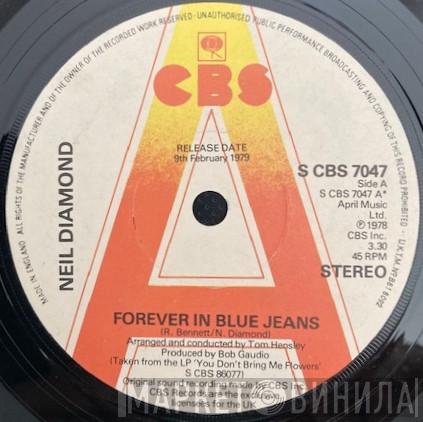 ALL RIGHTS OF THE MANUFACTURER AND OF THE OWNER OF THE RECORDED WORK RESERVED · UNAUTHORISED PUBLIC PERFORMANCE BROADCASTING AND COPYING OF THIS RECORD PROHIBITED · U.K.T.M. №
MADE IN ENGLAND
CBS
RELEASE DATE
9th February 1979
NEIL DIAMOND
S CBS 7047
Side A
S CBS 7047 A*
April Music
Ltd.
℗ 1978
CBS Inc.
3.30
45 RPM
STEREO
FOREVER IN BLUE JEANS
(R. Bennett/N. Diamond)
Arranged and conducted by Tom Hensley
Produced by Bob Gaudio
(Taken from the LP 'You Don't Bring Me Flowers'
S CBS 86077)
Original sound recording made by CBS Inc.
CBS Records are the exclusive
licensees for the UK
A
ВИНИЛА